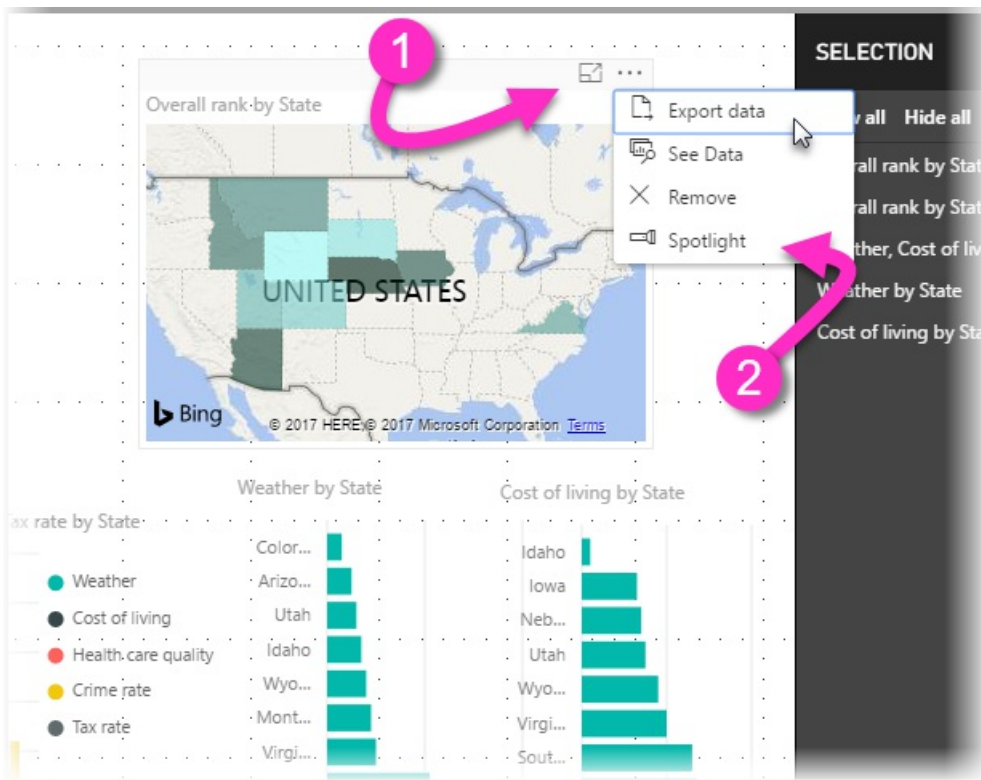 1
SELECTION
Overall rank by State
Export data
all Hide all
See Data
rall rank by Stat
Remove
rall rank by Stat
Spotlight
ther, Cost of liv
UNITED STATES
Weather by State
Cost of living by Sta
2
Bing
© 2017 HERE © 2017 Microsoft Corporation Terms
Weather by State
Cost of living by State
ax rate by State
Weather
Cost of living
Health care quality
Crime rate
Tax rate
Color...
Arizo...
Utah
Idaho
Wyo...
Mont...
Virgi...
Idaho
Iowa
Neb...
Utah
Wyo...
Virgi...
Sout...